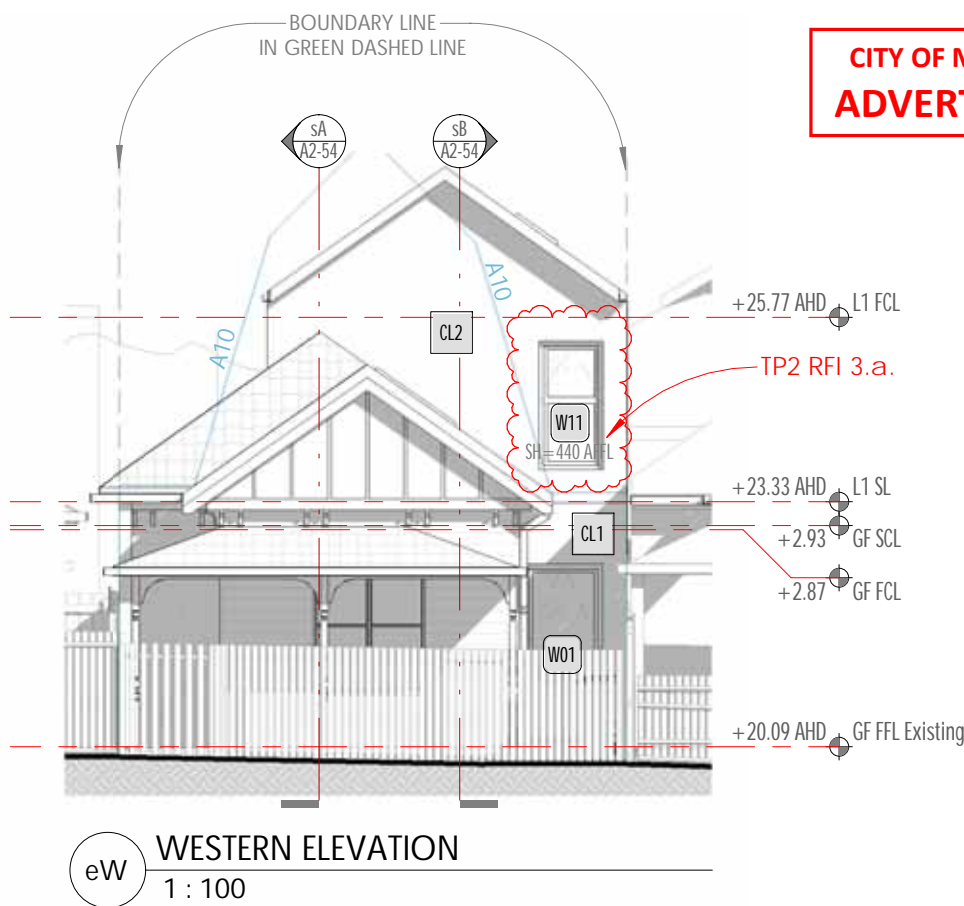 BOUNDARY LINE
IN GREEN DASHED LINE
CITY OF M
ADVERT
sA
A2-54
sB
A2-54
A10
A10
CL2
+25.77 AHD L1 FCL
TP2 RFI 3.a.
W11
SH=440 AFFL
+23.33 AHD L1 SL
CL1
+2.93 GF SCL
+2.87 GF FCL
W01
+20.09 AHD GF FFL Existing
eW
WESTERN ELEVATION
1 : 100